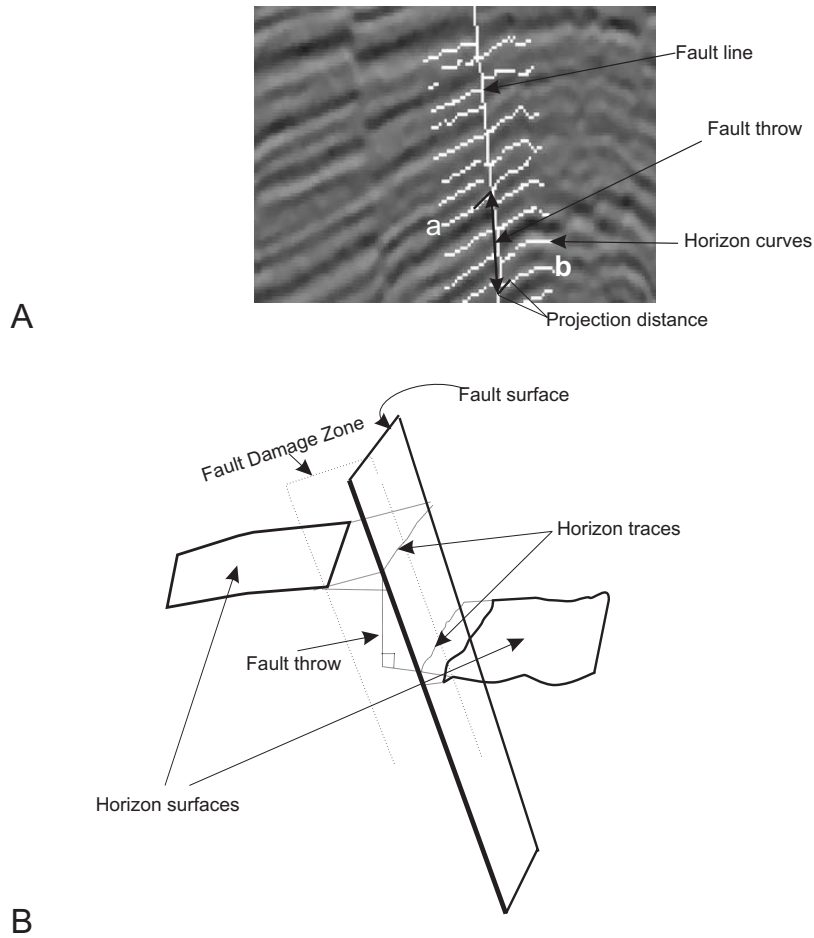 Fault line
Fault throw
a
Horizon curves
b
A
Projection distance
Fault surface
Fault Damage Zone
Horizon traces
Fault throw
Horizon surfaces
B